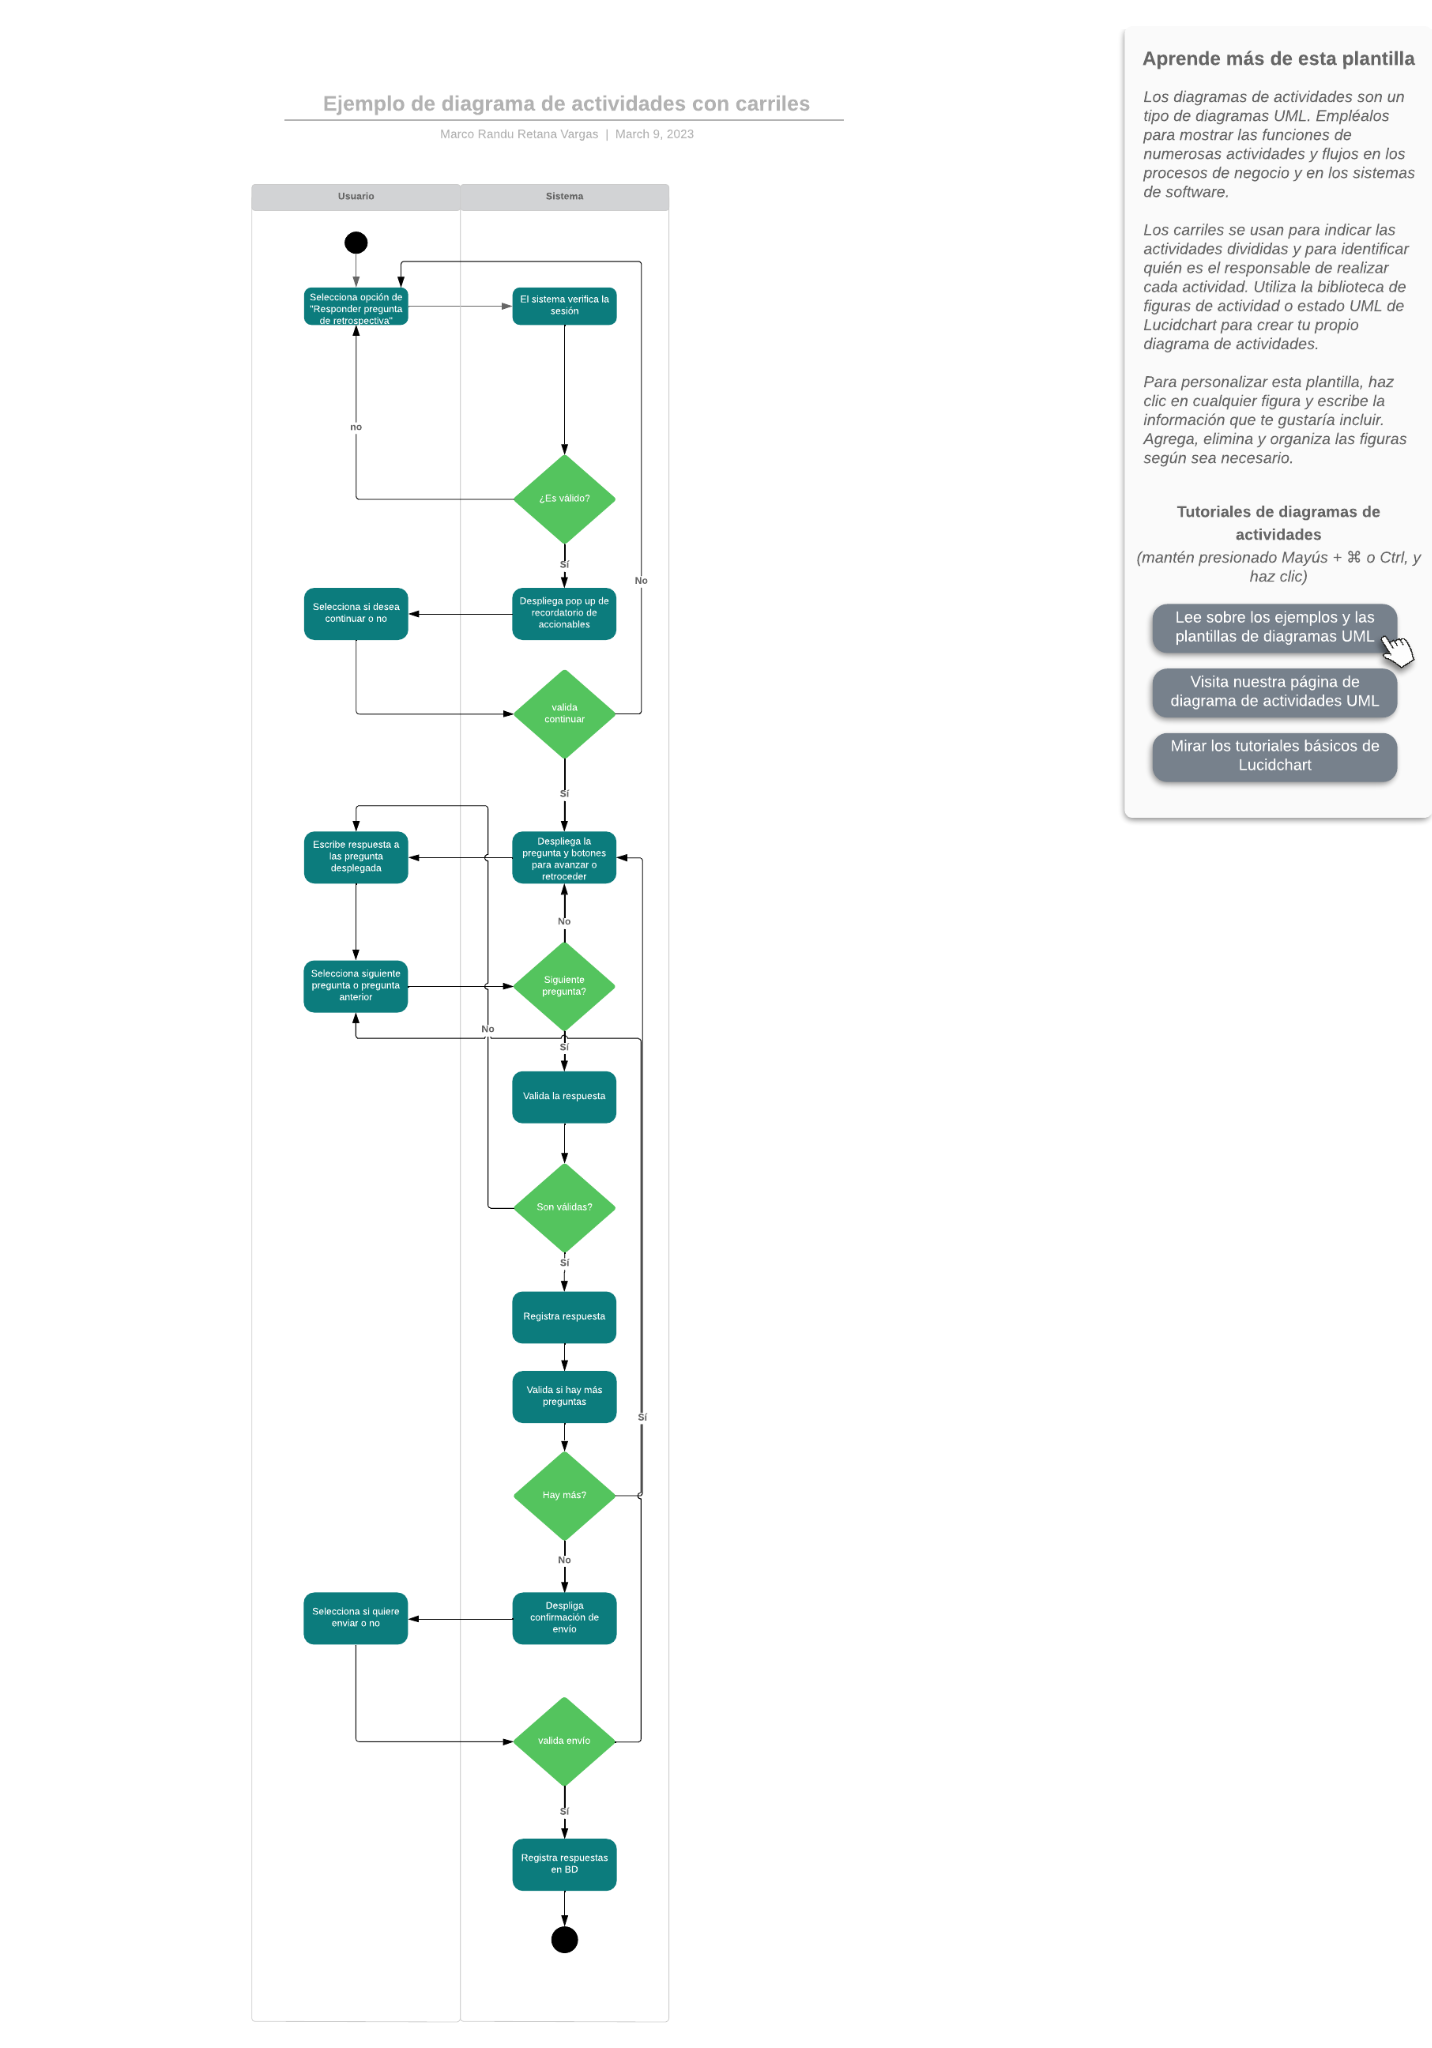 Ejemplo de diagrama de actividades con carriles
Marco Randu Retana Vargas | March 9, 2023
Usuario
Sistema
Selecciona opción de
"Responder pregunta
de retrospectiva"
El sistema verifica la
sesión
no
¿Es válido?
Sí
No
Selecciona si desea
continuar o no
Despliega pop up de
recordatorio de
accionables
valida
continuar
Sí
Escribe respuesta a
las pregunta
desplegada
Despliega la
pregunta y botones
para avanzar o
retroceder
No
Selecciona siguiente
pregunta o pregunta
anterior
Siguiente
pregunta?
No
Sí
Valida la respuesta
Son válidas?
Sí
Registra respuesta
Valida si hay más
preguntas
Sí
Hay más?
No
Selecciona si quiere
enviar o no
Despliga
confirmación de
envío
valida envío
Sí
Registra respuestas
en BD
Aprende más de esta plantilla
Los diagramas de actividades son un
tipo de diagramas UML. Empléalos
para mostrar las funciones de
numerosas actividades y flujos en los
procesos de negocio y en los sistemas
de software.
Los carriles se usan para indicar las
actividades divididas y para identificar
quién es el responsable de realizar
cada actividad. Utiliza la biblioteca de
figuras de actividad o estado UML de
Lucidchart para crear tu propio
diagrama de actividades.
Para personalizar esta plantilla, haz
clic en cualquier figura y escribe la
información que te gustaría incluir.
Agrega, elimina y organiza las figuras
según sea necesario.
Tutoriales de diagramas de
actividades
(mantén presionado Mayús + ⌘ o Ctrl, y
haz clic)
Lee sobre los ejemplos y las
plantillas de diagramas UML
Visita nuestra página de
diagrama de actividades UML
Mirar los tutoriales básicos de
Lucidchart